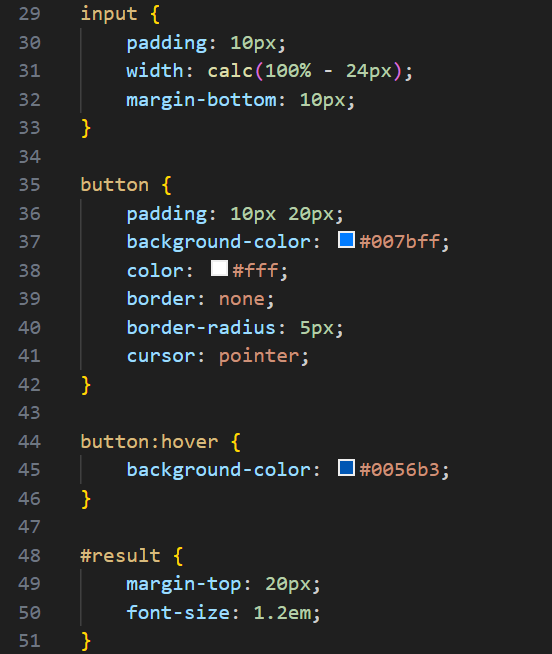 29 input {
30     padding: 10px;
31     width: calc(100% - 24px);
32     margin-bottom: 10px;
33 }
34
35 button {
36     padding: 10px 20px;
37     background-color: #007bff;
38     color: #fff;
39     border: none;
40     border-radius: 5px;
41     cursor: pointer;
42 }
43
44 button:hover {
45     background-color: #0056b3;
46 }
47
48 #result {
49     margin-top: 20px;
50     font-size: 1.2em;
51 }